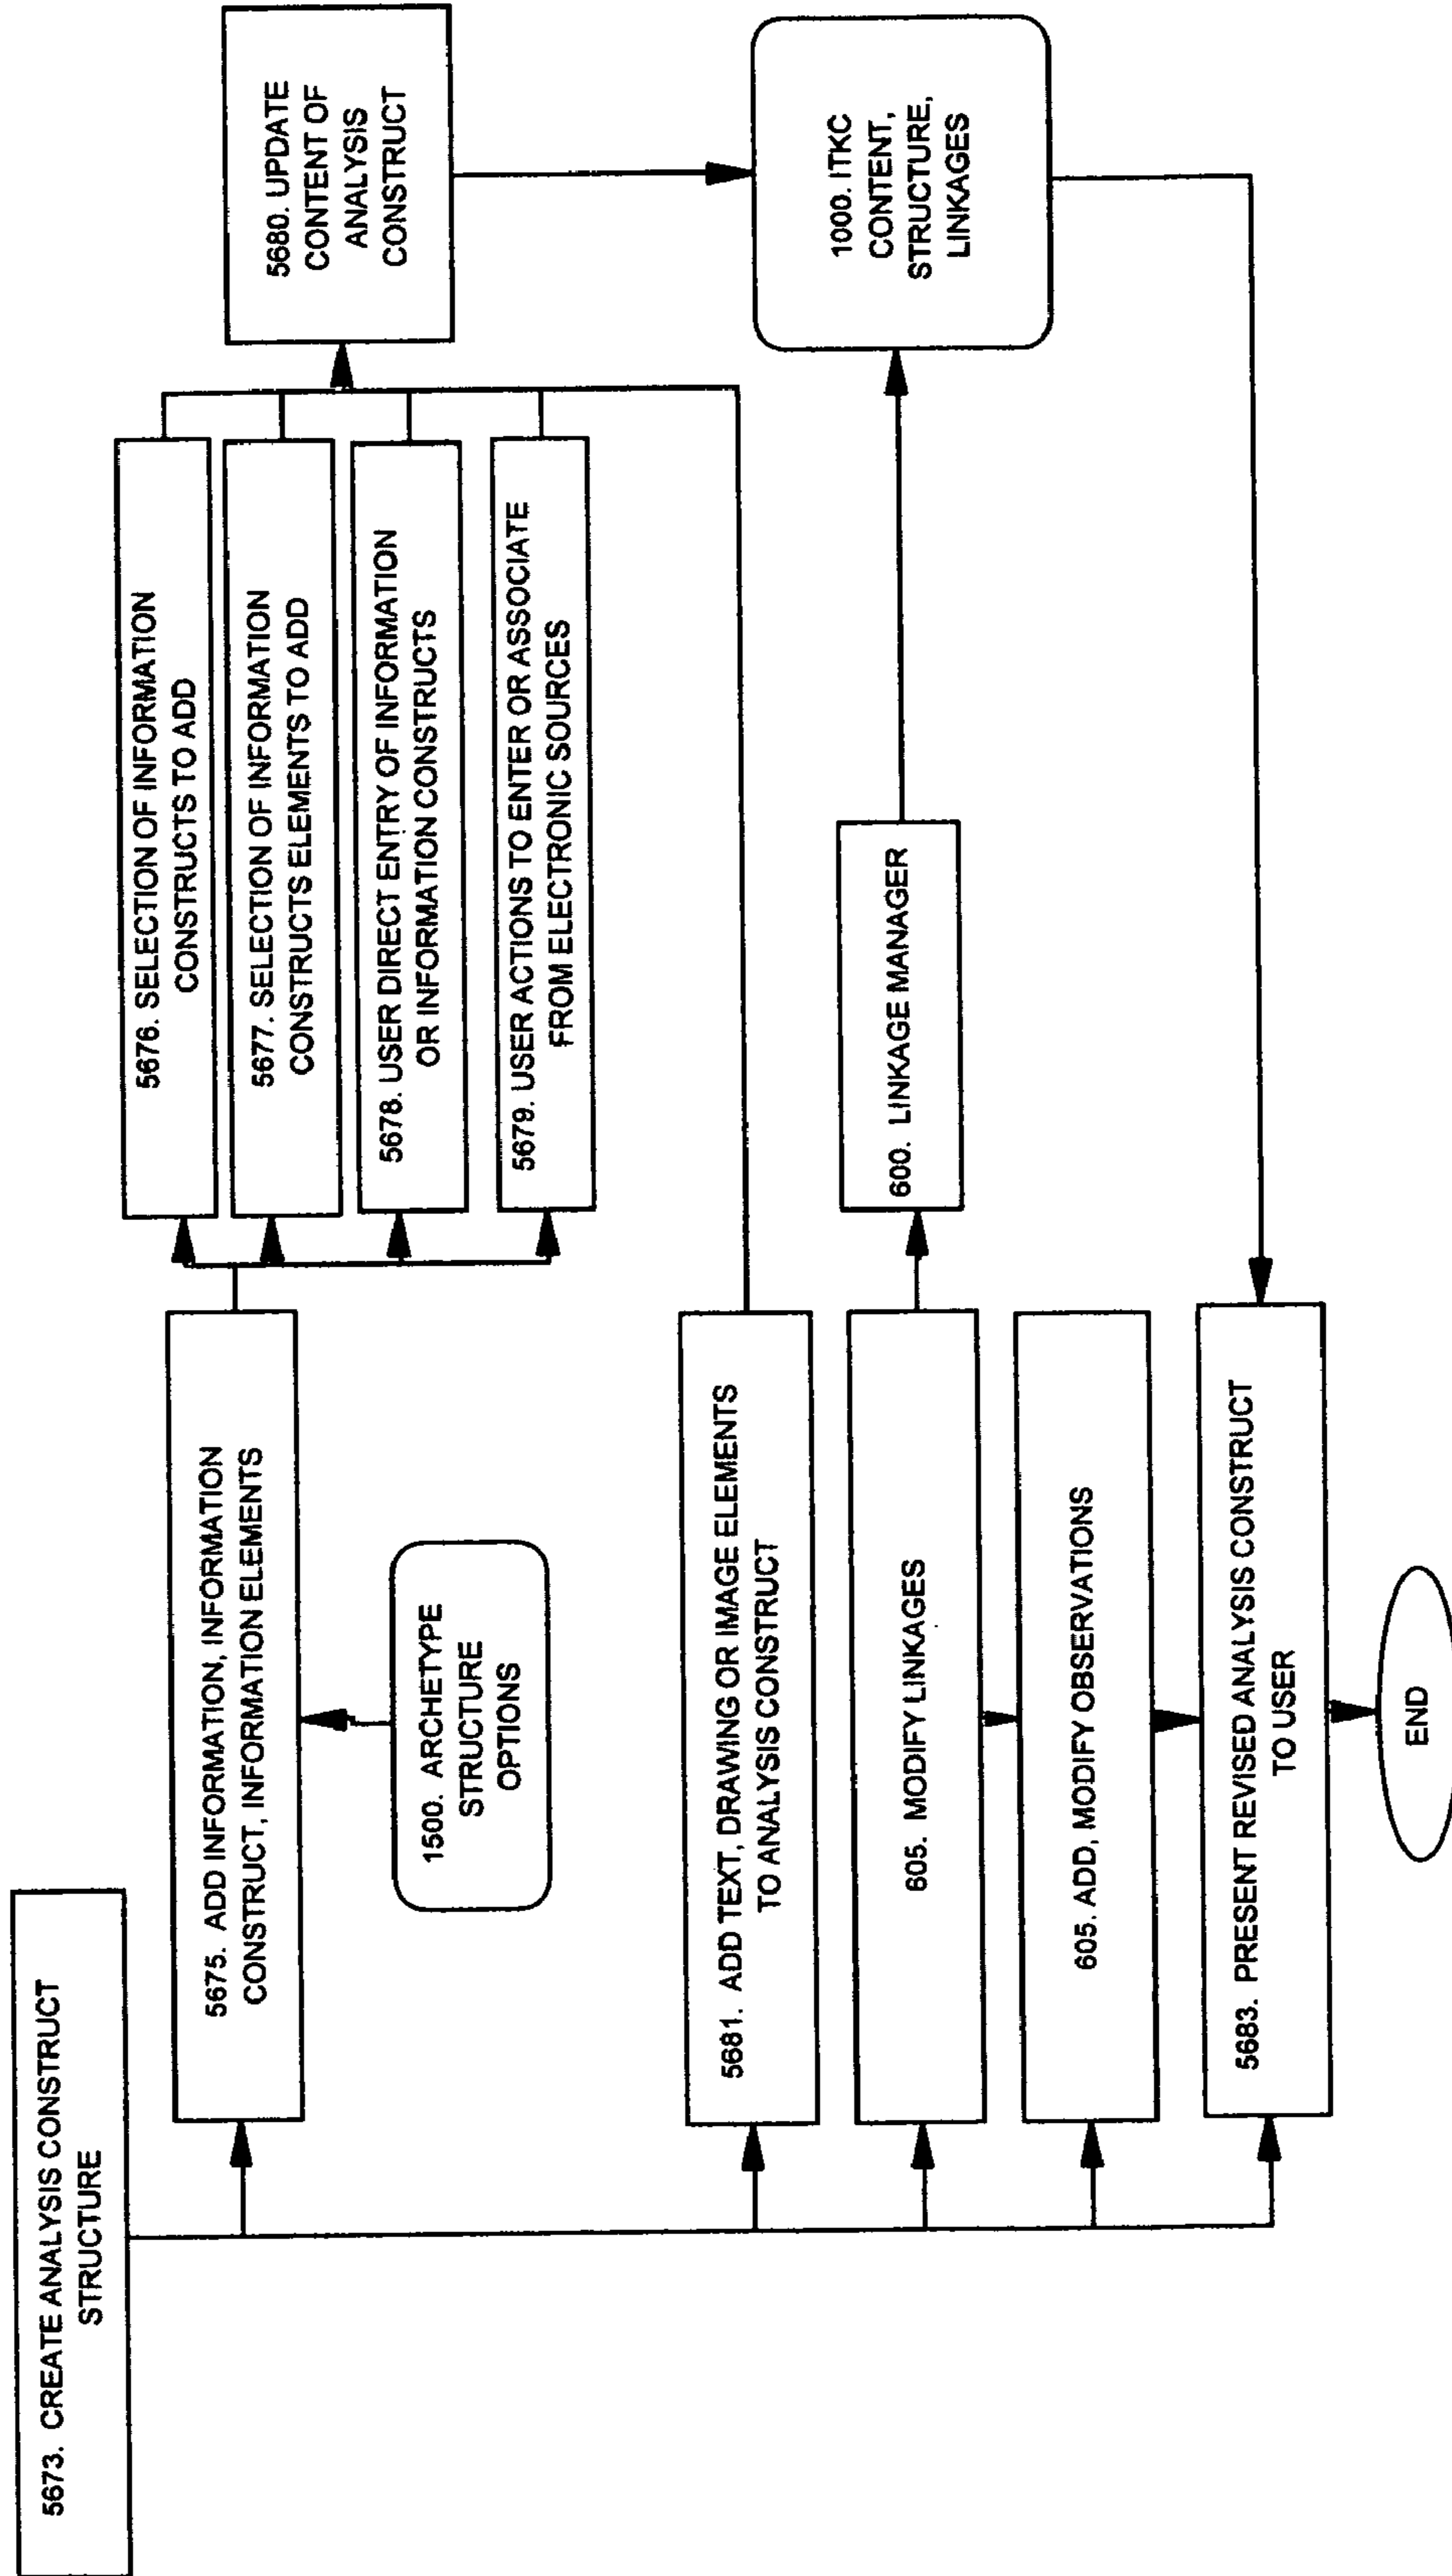 5673. CREATE ANALYSIS CONSTRUCT
STRUCTURE
5675. ADD INFORMATION, INFORMATION
CONSTRUCT, INFORMATION ELEMENTS
1500. ARCHETYPE
STRUCTURE
OPTIONS
5676. SELECTION OF INFORMATION
CONSTRUCTS TO ADD
5677. SELECTION OF INFORMATION
CONSTRUCTS ELEMENTS TO ADD
5678. USER DIRECT ENTRY OF INFORMATION
OR INFORMATION CONSTRUCTS
5679. USER ACTIONS TO ENTER OR ASSOCIATE
FROM ELECTRONIC SOURCES
5680. UPDATE
CONTENT OF
ANALYSIS
CONSTRUCT
5681. ADD TEXT, DRAWING OR IMAGE ELEMENTS
TO ANALYSIS CONSTRUCT
605. MODIFY LINKAGES
600. LINKAGE MANAGER
1000. ITKC
CONTENT,
STRUCTURE,
LINKAGES
605. ADD, MODIFY OBSERVATIONS
5683. PRESENT REVISED ANALYSIS CONSTRUCT
TO USER
END